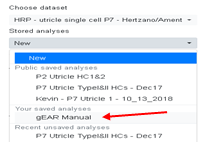 Choose dataset
HRP - utricle single cell P7 - Hertzano/Ament
Stored analyses
New
New
Public saved analyses
P2 Utricle HC1&2
P7 Utricle TypeI&II HCs - Dec17
Kevin - P7 Utricle 1 - 10_13_2018
Your saved analyses
gEAR Manual
Recent unsaved analyses
P7 Utricle TypeI&II HCs - Dec17